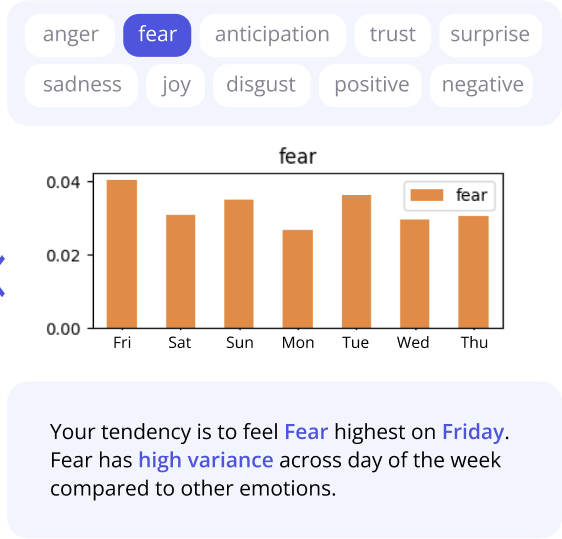 anger fear anticipation trust surprise
sadness joy disgust positive negative
fear
0.04
fear
0.02
0.00
Fri Sat Sun Mon Tue Wed Thu
Your tendency is to feel Fear highest on Friday.
Fear has high variance across day of the week
compared to other emotions.